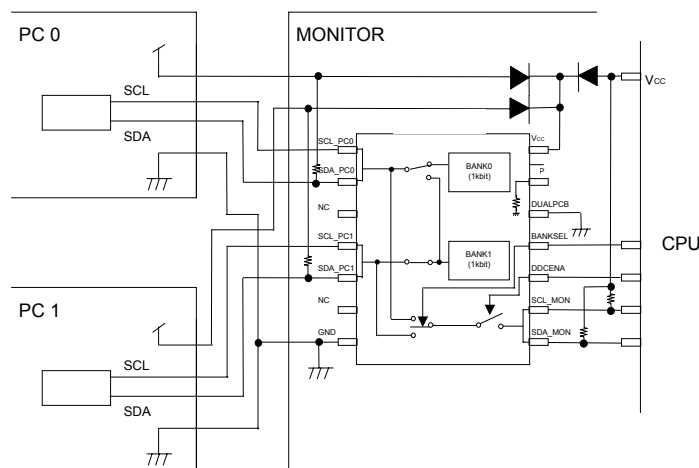 PC 0
SCL
SDA
PC 1
SCL
SDA
MONITOR
SCL_PC0
SDA_PC0
NC
SCL_PC1
SDA_PC1
NC
GND
BANK0
(1kbit)
BANK1
(1kbit)
VCC
P
DUALPCB
BANKSEL
DDCENA
SCL_MON
SDA_MON
VCC
CPU